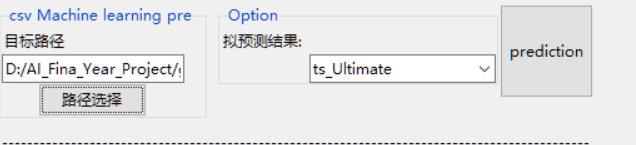 csv Machine learning pre
目标路径
D:/AI_Fina_Year_Project/
路径选择
Option
拟预测结果:
ts_Ultimate
prediction